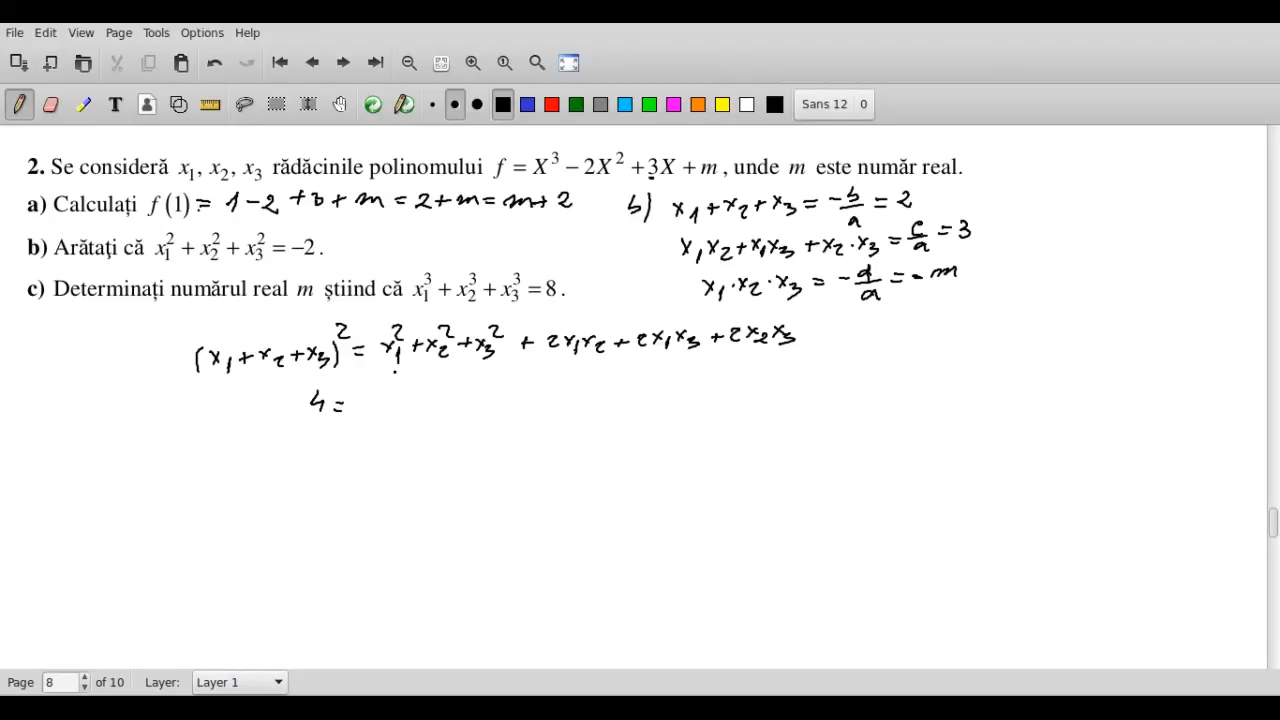 File Edit View Page Tools Options Help
Sans 12 0
2. Se consideră x₁, x₂, x₃ rădăcinile polinomului f = X³ − 2X² + 3X + m, unde m este număr real.
a) Calculați f(1) = 1 − 2 + 3 + m = 2 + m = m + 2
b) Arătați că x₁² + x₂² + x₃² = −2.
c) Determinați numărul real m știind că x₁³ + x₂³ + x₃³ = 8.
b) x₁ + x₂ + x₃ = −b/a = 2
x₁x₂ + x₁x₃ + x₂·x₃ = c/a = 3
x₁·x₂·x₃ = −d/a = −m
(x₁ + x₂ + x₃)² = x₁² + x₂² + x₃² + 2x₁x₂ + 2x₁x₃ + 2x₂x₃
4 =
Page 8 of 10 Layer: Layer 1